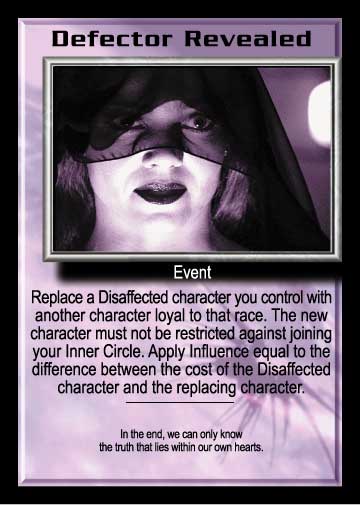 Defector Revealed
Event
Replace a Disaffected character you control with
another character loyal to that race. The new
character must not be restricted against joining
your Inner Circle. Apply Influence equal to the
difference between the cost of the Disaffected
character and the replacing character.
In the end, we can only know
the truth that lies within our own hearts.